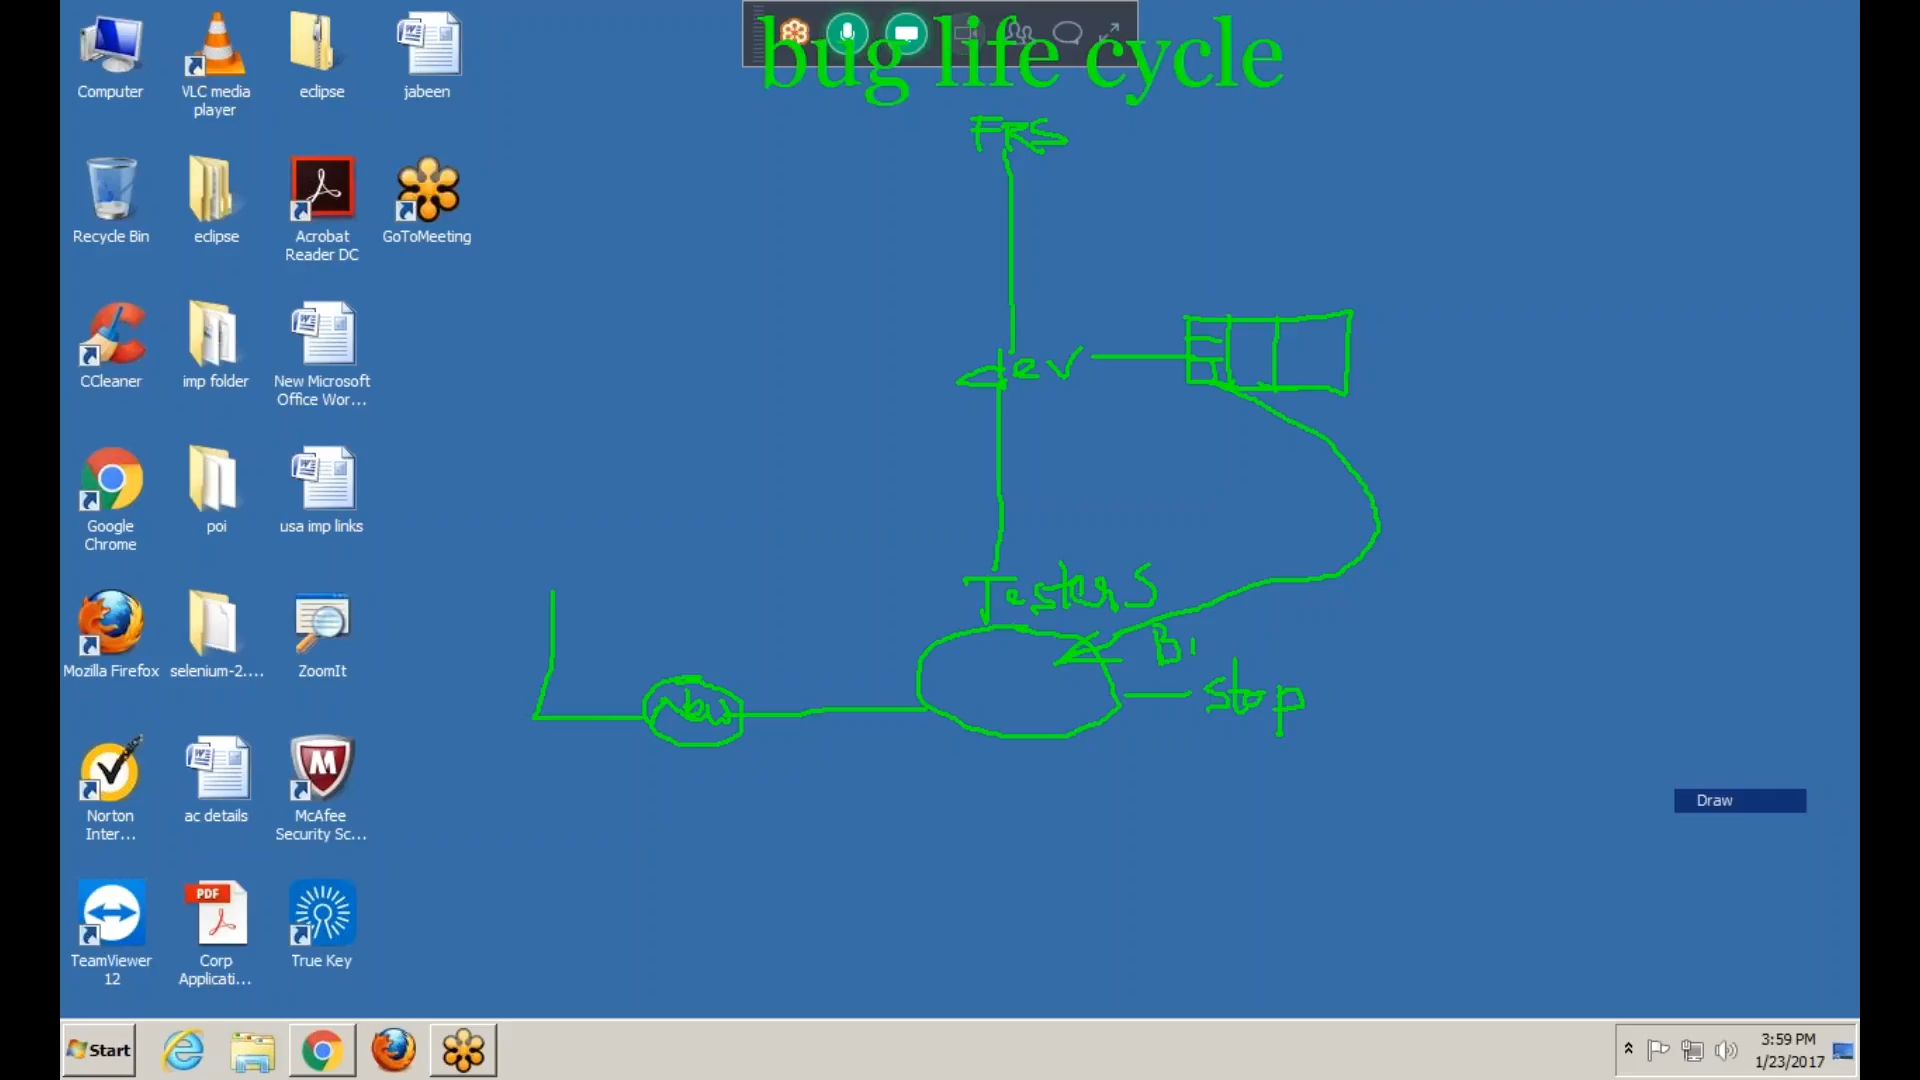 bug life cycle
FRS
dev
Testers
B1
Stop
New
Computer
VLC media player
eclipse
jabeen
Recycle Bin
eclipse
Acrobat Reader DC
GoToMeeting
CCleaner
imp folder
New Microsoft Office Wor...
Google Chrome
poi
usa imp links
Mozilla Firefox
selenium-2....
ZoomIt
Norton Inter...
ac details
McAfee Security Sc...
TeamViewer 12
PDF
Corp Applicati...
True Key
Draw
Start
3:59 PM
1/23/2017